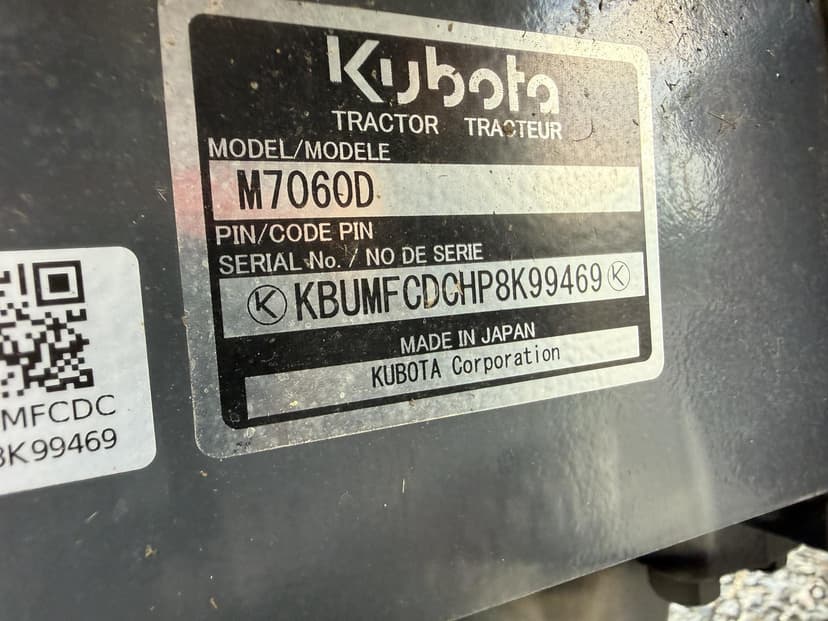 Kubota
TRACTOR TRACTEUR
MODEL/MODELE
M7060D
PIN/CODE PIN
SERIAL No. / NO DE SERIE
K KBUMFCDCHP8K99469 K
MADE IN JAPAN
KUBOTA Corporation
MFCDC
8K99469